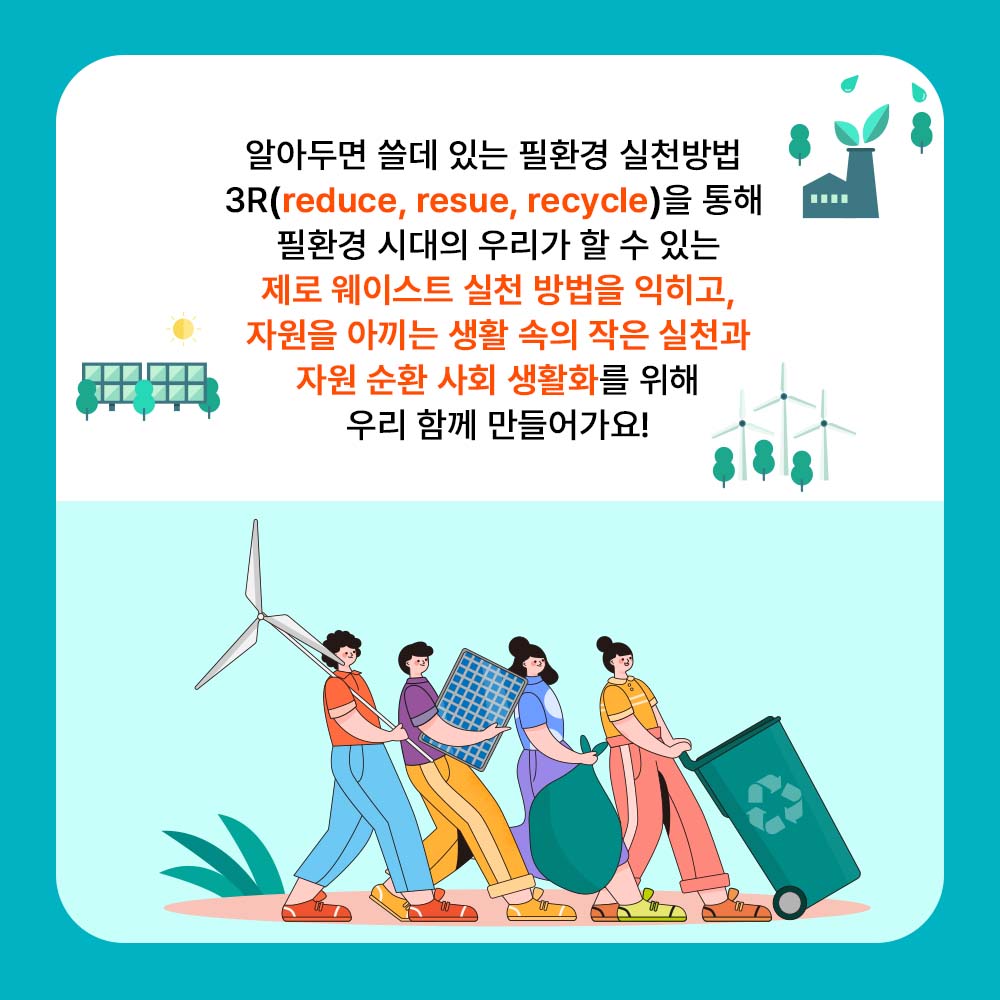 알아두면 쓸데 있는 필환경 실천방법
3R(reduce, resue, recycle)을 통해
필환경 시대의 우리가 할 수 있는
제로 웨이스트 실천 방법을 익히고,
자원을 아끼는 생활 속의 작은 실천과
자원 순환 사회 생활화를 위해
우리 함께 만들어가요!